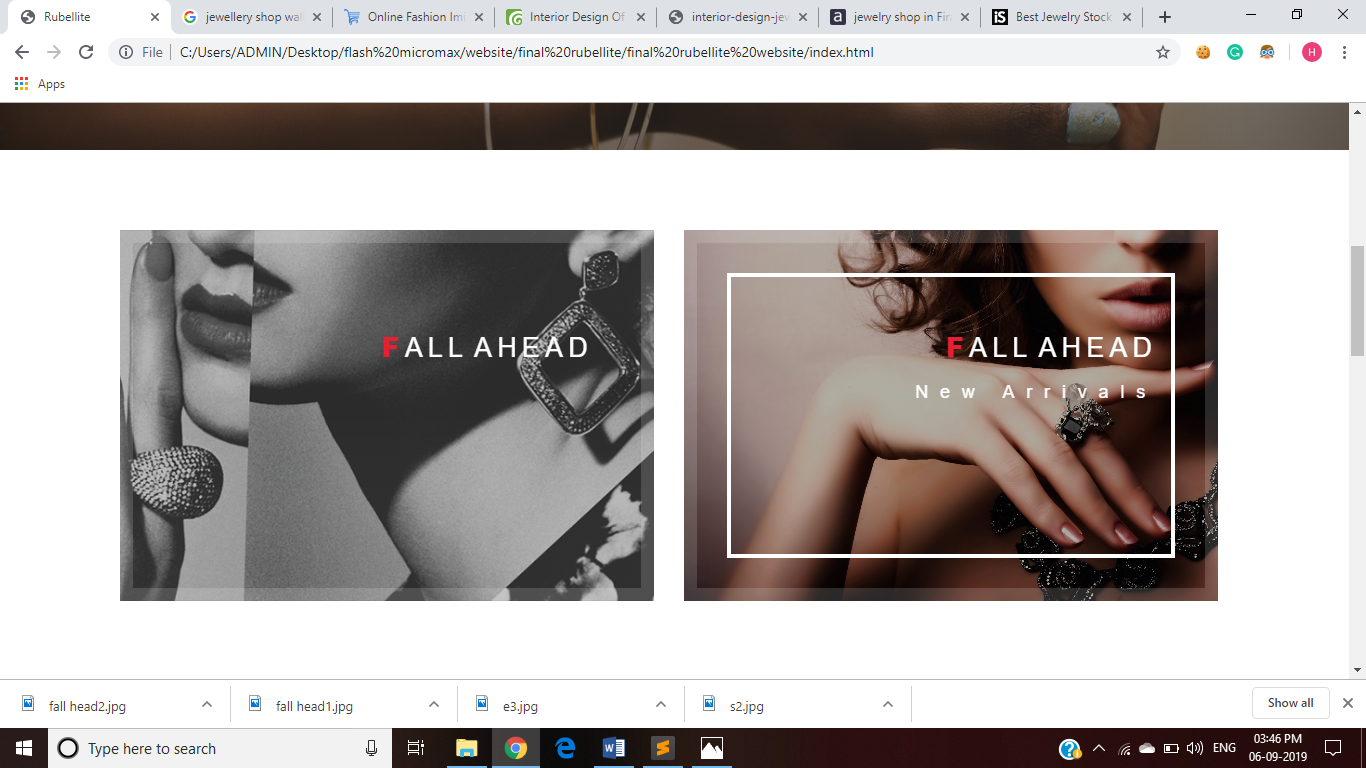 Rubellite
jewellery shop wal
Online Fashion Imi
Interior Design Of
interior-design-jew
jewelry shop in Fir
iS
Best Jewelry Stock
File
C:/Users/ADMIN/Desktop/flash%20micromax/website/final%20rubellite/final%20rubellite%20website/index.html
H
Apps
FALL AHEAD
FALL AHEAD
New Arrivals
fall head2.jpg
fall head1.jpg
e3.jpg
s2.jpg
Show all
Type here to search
ENG
03:46 PM
06-09-2019